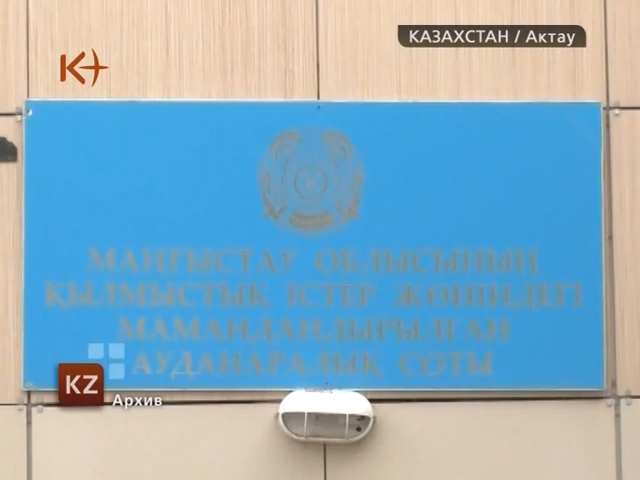 К+
КАЗАХСТАН / Актау
МАҢҒЫСТАУ ОБЛЫСЫНЫҢ
ҚЫЛМЫСТЫҚ ІСТЕР ЖӨНІНДЕГІ
МАМАНДАНДЫРЫЛҒАН
АУДАНАРАЛЫҚ СОТЫ
KZ
Архив